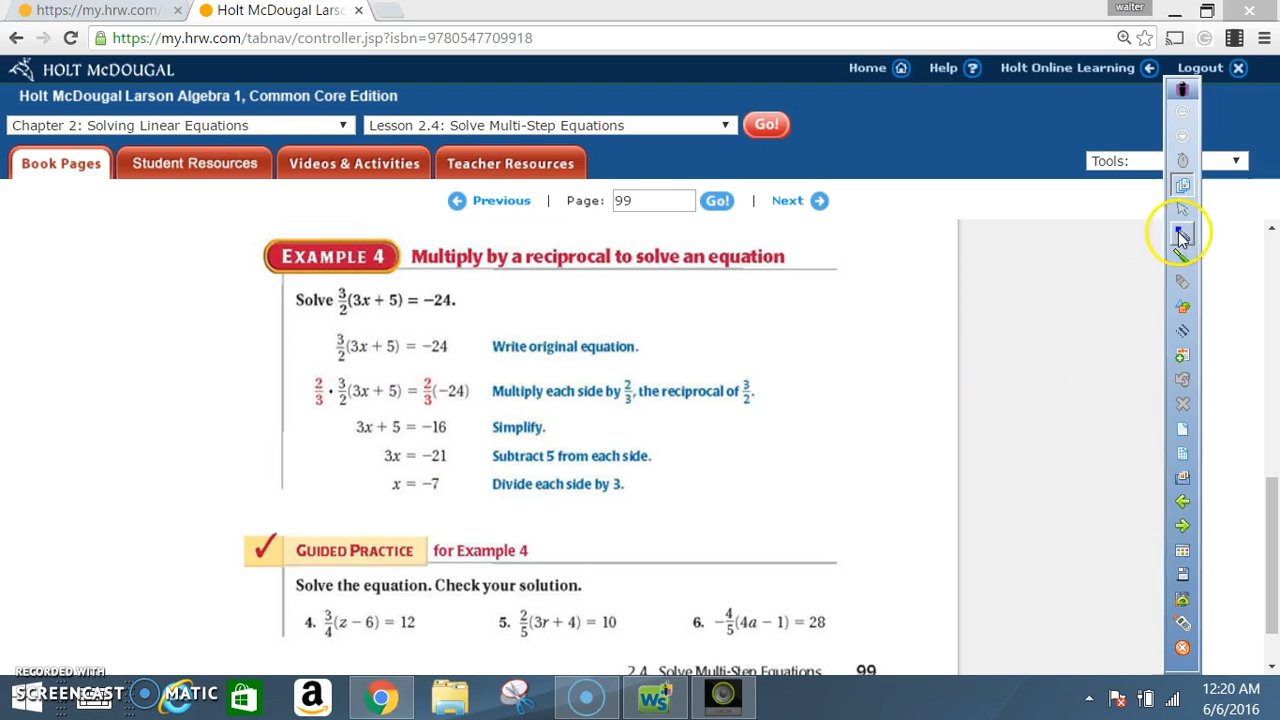 https://my.hrw.com/tabnav/ × Holt McDougal Larso × walter
https://my.hrw.com/tabnav/controller.jsp?isbn=9780547709918
HOLT McDOUGAL Home Help ? Holt Online Learning Logout
Holt McDougal Larson Algebra 1, Common Core Edition
Chapter 2: Solving Linear Equations Lesson 2.4: Solve Multi-Step Equations Go!
Book Pages Student Resources Videos & Activities Teacher Resources Tools:
Previous | Page: 99 Go! | Next
EXAMPLE 4 Multiply by a reciprocal to solve an equation
Solve 3/2(3x + 5) = −24.
3/2(3x + 5) = −24 Write original equation.
2/3 • 3/2(3x + 5) = 2/3(−24) Multiply each side by 2/3, the reciprocal of 3/2.
3x + 5 = −16 Simplify.
3x = −21 Subtract 5 from each side.
x = −7 Divide each side by 3.
GUIDED PRACTICE for Example 4
Solve the equation. Check your solution.
4. 3/4(z − 6) = 12 5. 2/5(3r + 4) = 10 6. −4/5(4a − 1) = 28
2.4 Solve Multi-Step Equations 99
RECORDED WITH
SCREENCAST MATIC
a
WS
12:20 AM
6/6/2016